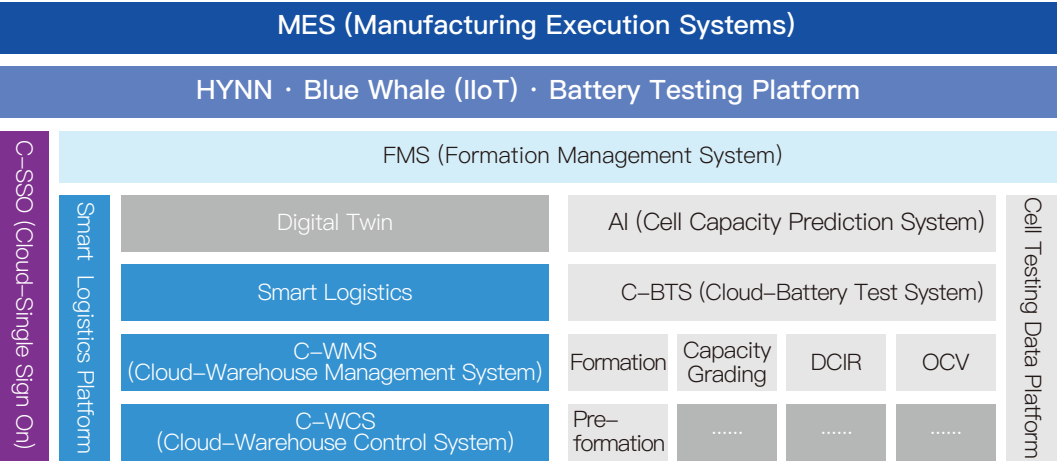 MES (Manufacturing Execution Systems)
HYNN · Blue Whale (IIoT) · Battery Testing Platform
C–SSO (Cloud–Single Sign On)
FMS (Formation Management System)
Smart Logistics Platform
Digital Twin
Smart Logistics
C–WMS
(Cloud–Warehouse Management System)
C–WCS
(Cloud–Warehouse Control System)
AI (Cell Capacity Prediction System)
C–BTS (Cloud–Battery Test System)
Formation
Capacity
Grading
DCIR
OCV
Pre–
formation
......
......
......
Cell Testing Data Platform